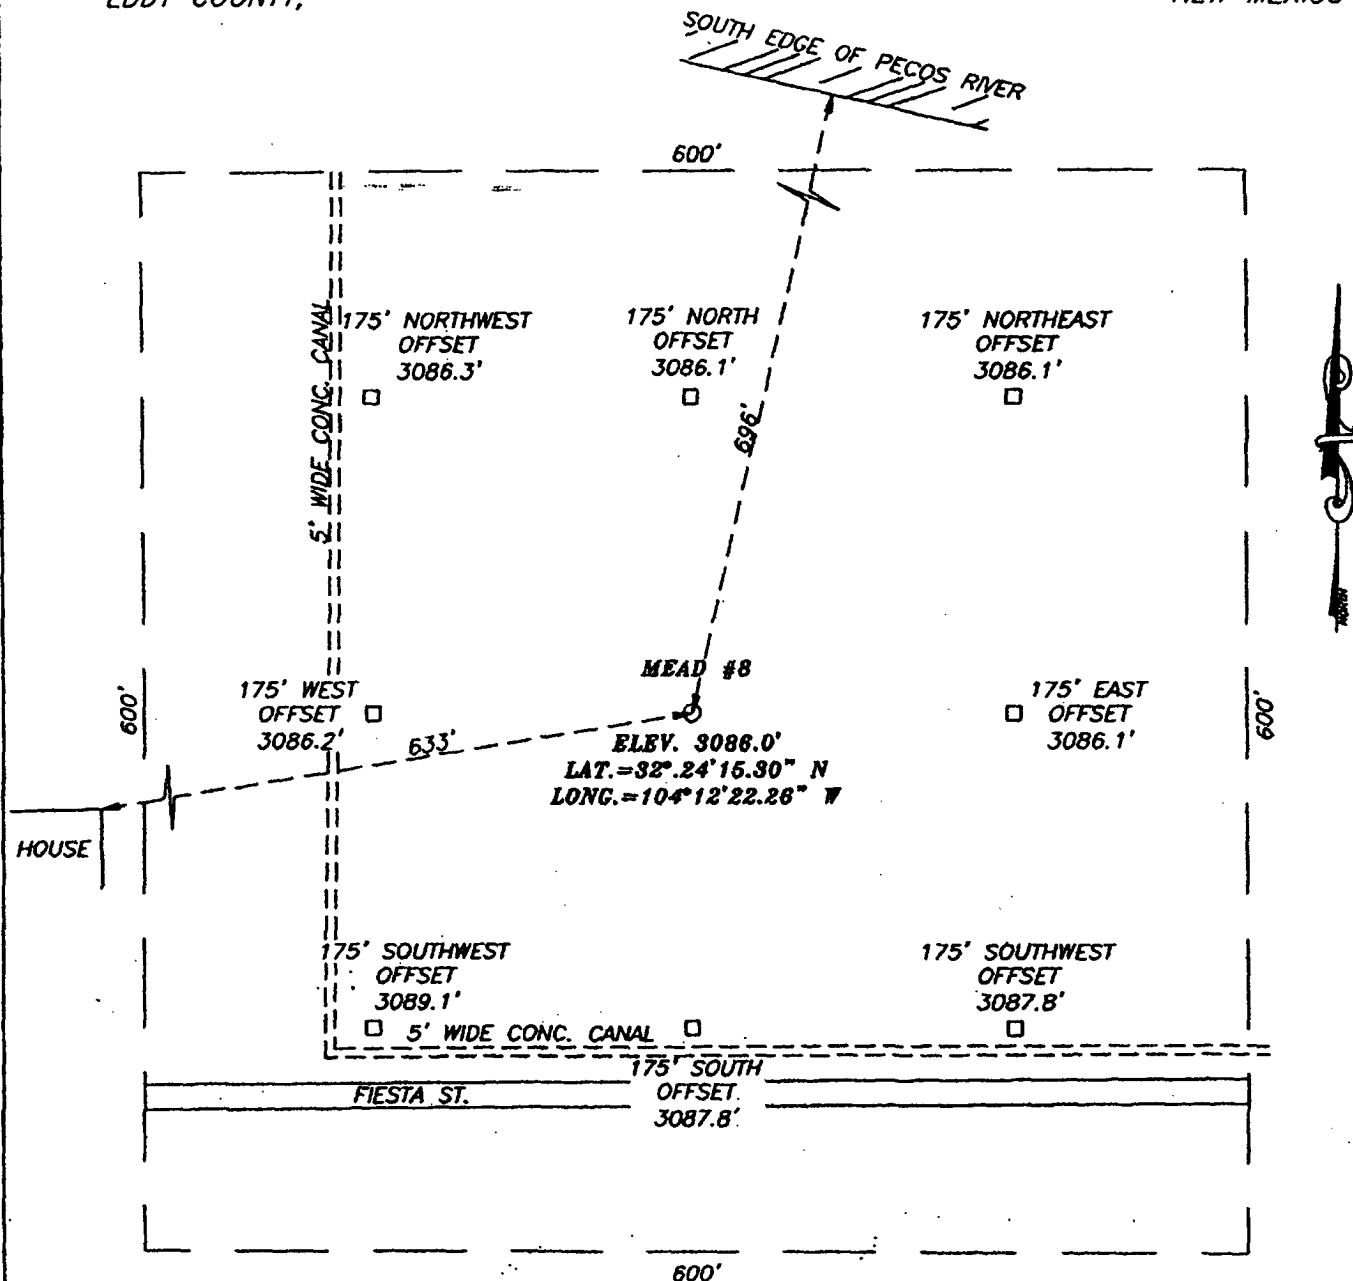 EDDY COUNTY,
NEW MEXICO
SOUTH EDGE OF PECOS RIVER
600'
175' NORTHWEST
OFFSET
3086.3'
175' NORTH
OFFSET
3086.1'
175' NORTHEAST
OFFSET
3086.1'
5' WIDE CONC. CANAL
696'
NORTH
MEAD #8
600'
175' WEST
OFFSET
3086.2'
633'
ELEV. 3086.0'
LAT.=32°.24'15.30" N
LONG.=104°12'22.26" W
175' EAST
OFFSET
3086.1'
600'
HOUSE
175' SOUTHWEST
OFFSET
3089.1'
175' SOUTHWEST
OFFSET
3087.8'
5' WIDE CONC. CANAL
175' SOUTH
OFFSET.
3087.8'
FIESTA ST.
600'